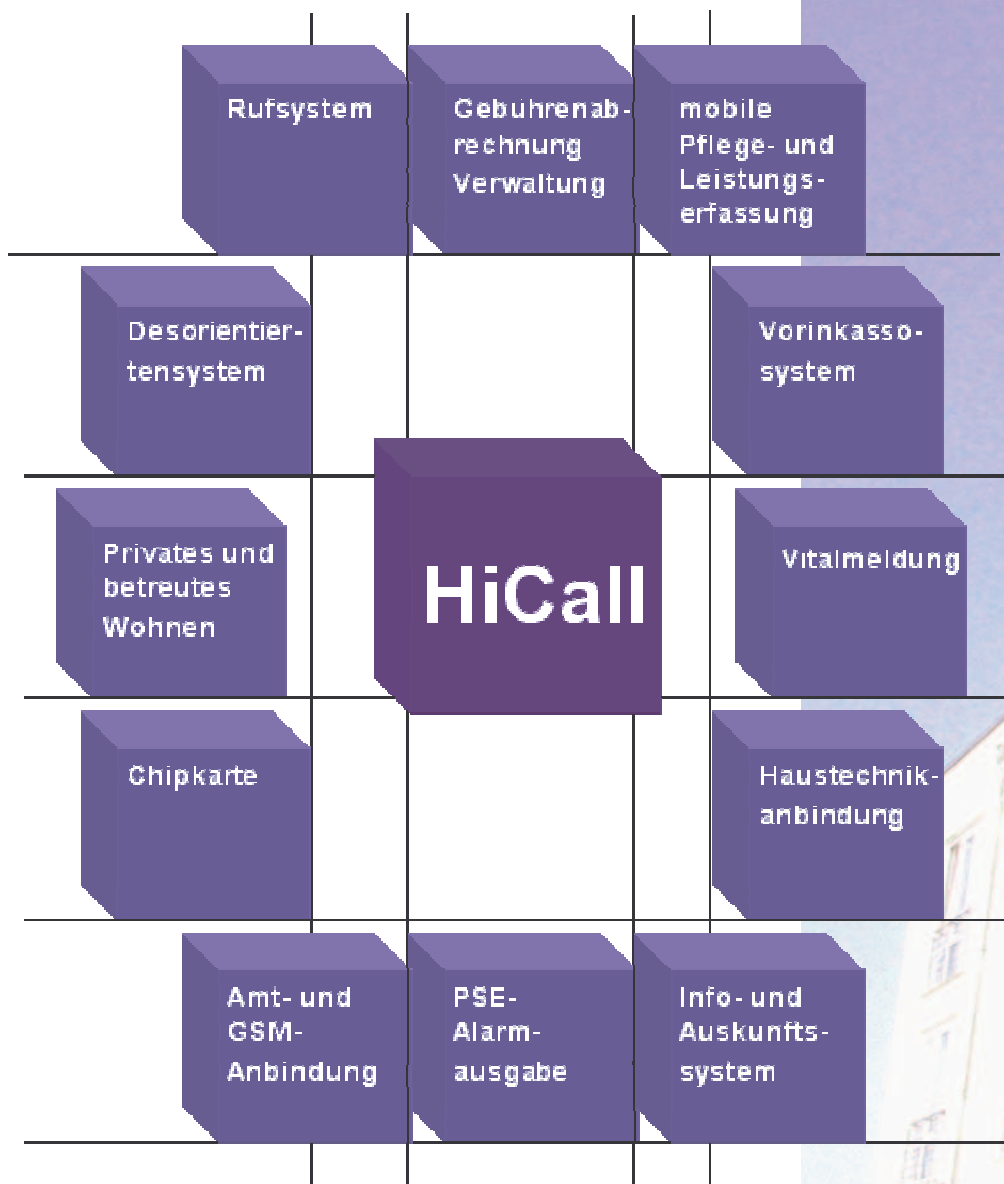 Rufsystem
Gebührenab-
rechnung
Verwaltung
mobile
Pflege- und
Leistungs-
erfassung
Desorientier-
tensystem
Vorinkasso-
system
Privates und
betreutes
Wohnen
HiCall
Vitalmeldung
Chipkarte
Haustechnik-
anbindung
Amt- und
GSM-
Anbindung
PSE-
Alarm-
ausgabe
Info- und
Auskunfts-
system